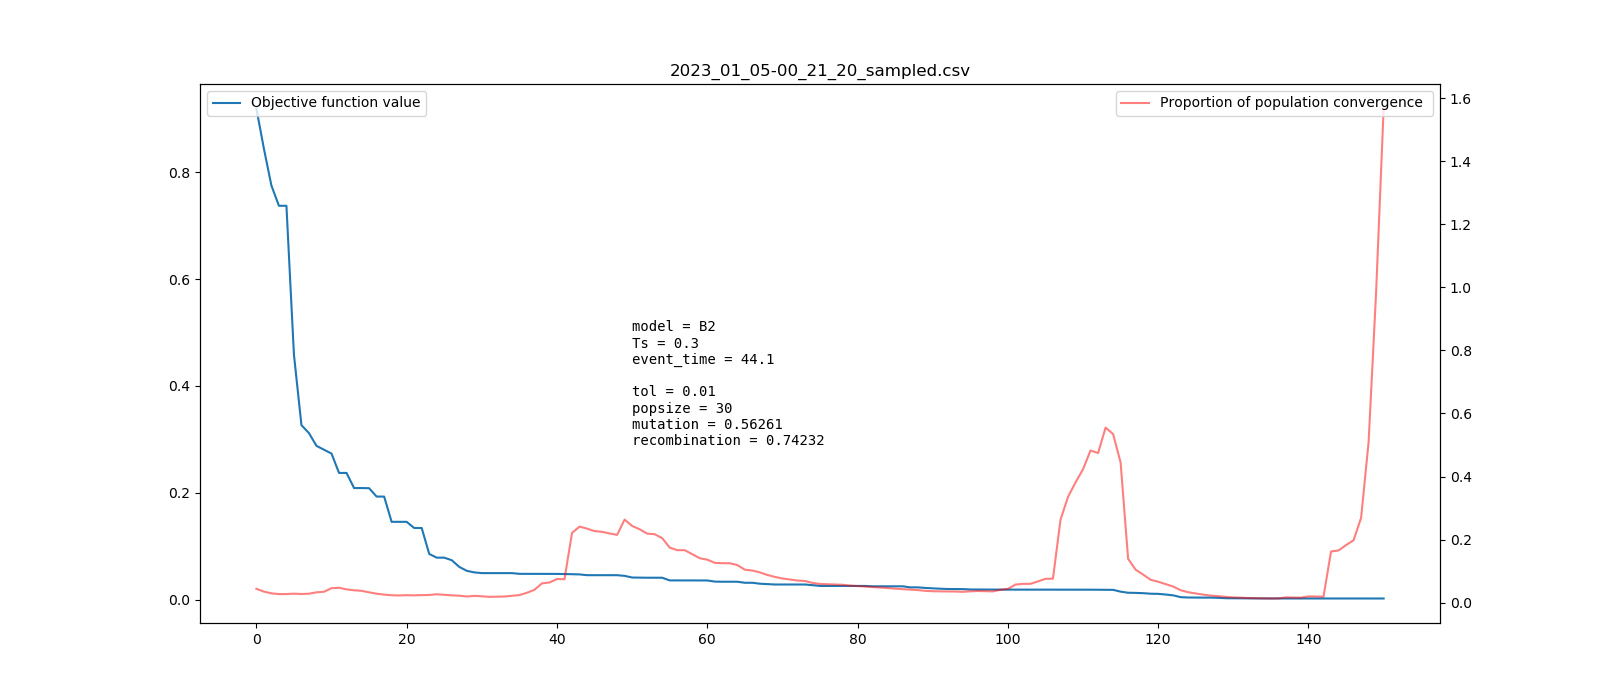 2023_01_05-00_21_20_sampled.csv
Objective function value
Proportion of population convergence
0.8
0.6
0.4
0.2
0.0
1.6
1.4
1.2
1.0
0.8
0.6
0.4
0.2
0.0
model = B2
Ts = 0.3
event_time = 44.1
tol = 0.01
popsize = 30
mutation = 0.56261
recombination = 0.74232
0 20 40 60 80 100 120 140